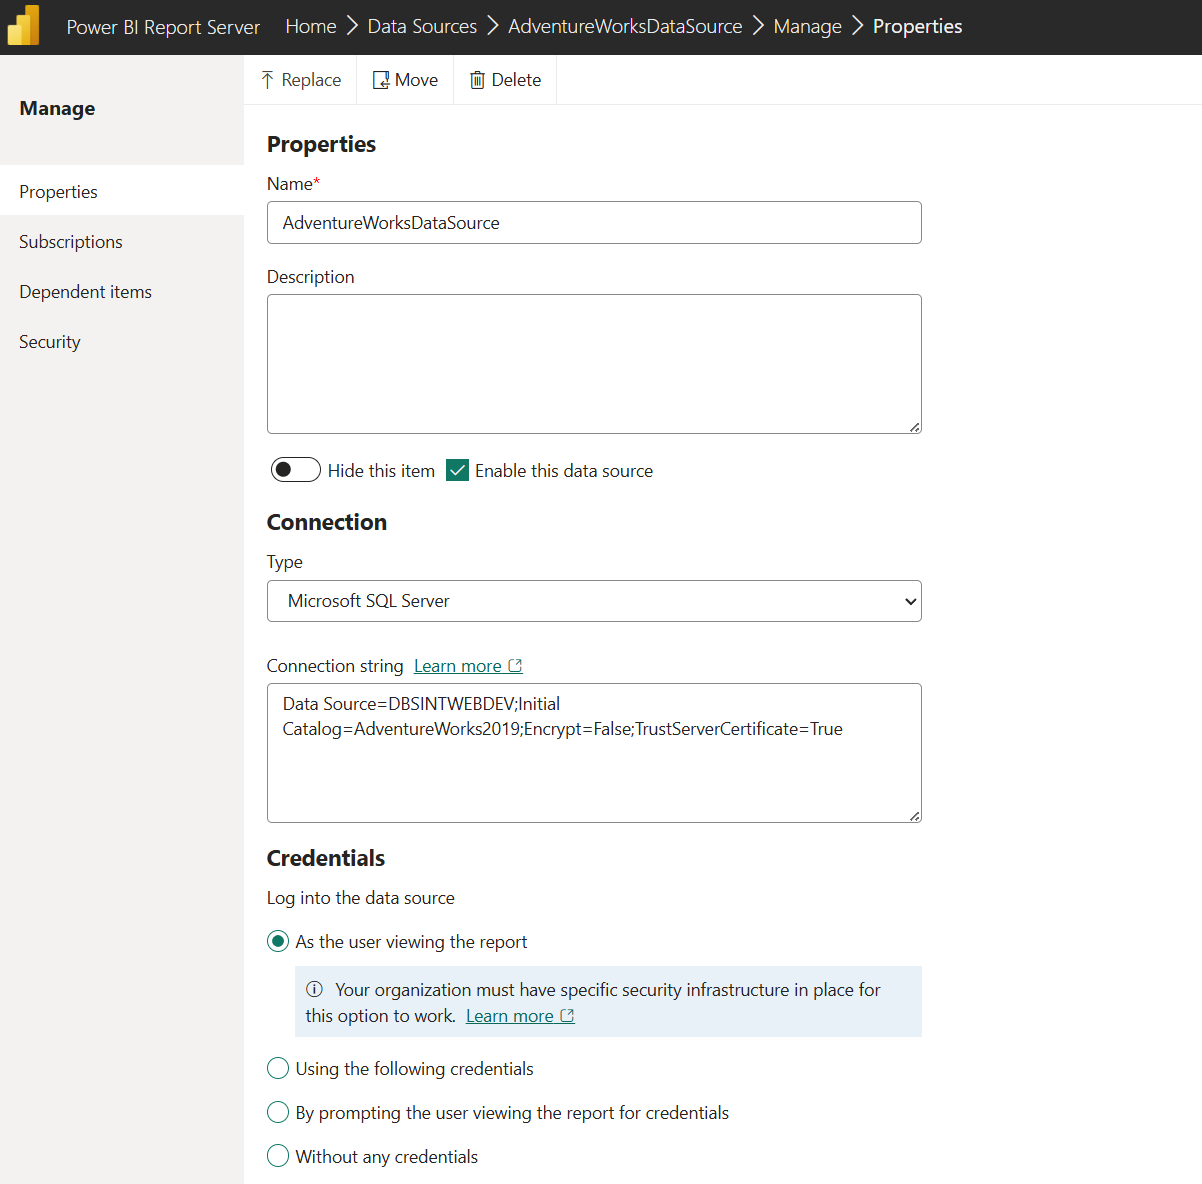 Power BI Report Server Home > Data Sources > AdventureWorksDataSource > Manage > Properties
Manage
Properties
Subscriptions
Dependent items
Security
Replace Move Delete
Properties
Name*
AdventureWorksDataSource
Description
Hide this item Enable this data source
Connection
Type
Microsoft SQL Server
Connection string Learn more
Data Source=DBSINTWEBDEV;Initial
Catalog=AdventureWorks2019;Encrypt=False;TrustServerCertificate=True
Credentials
Log into the data source
As the user viewing the report
Your organization must have specific security infrastructure in place for
this option to work. Learn more
Using the following credentials
By prompting the user viewing the report for credentials
Without any credentials